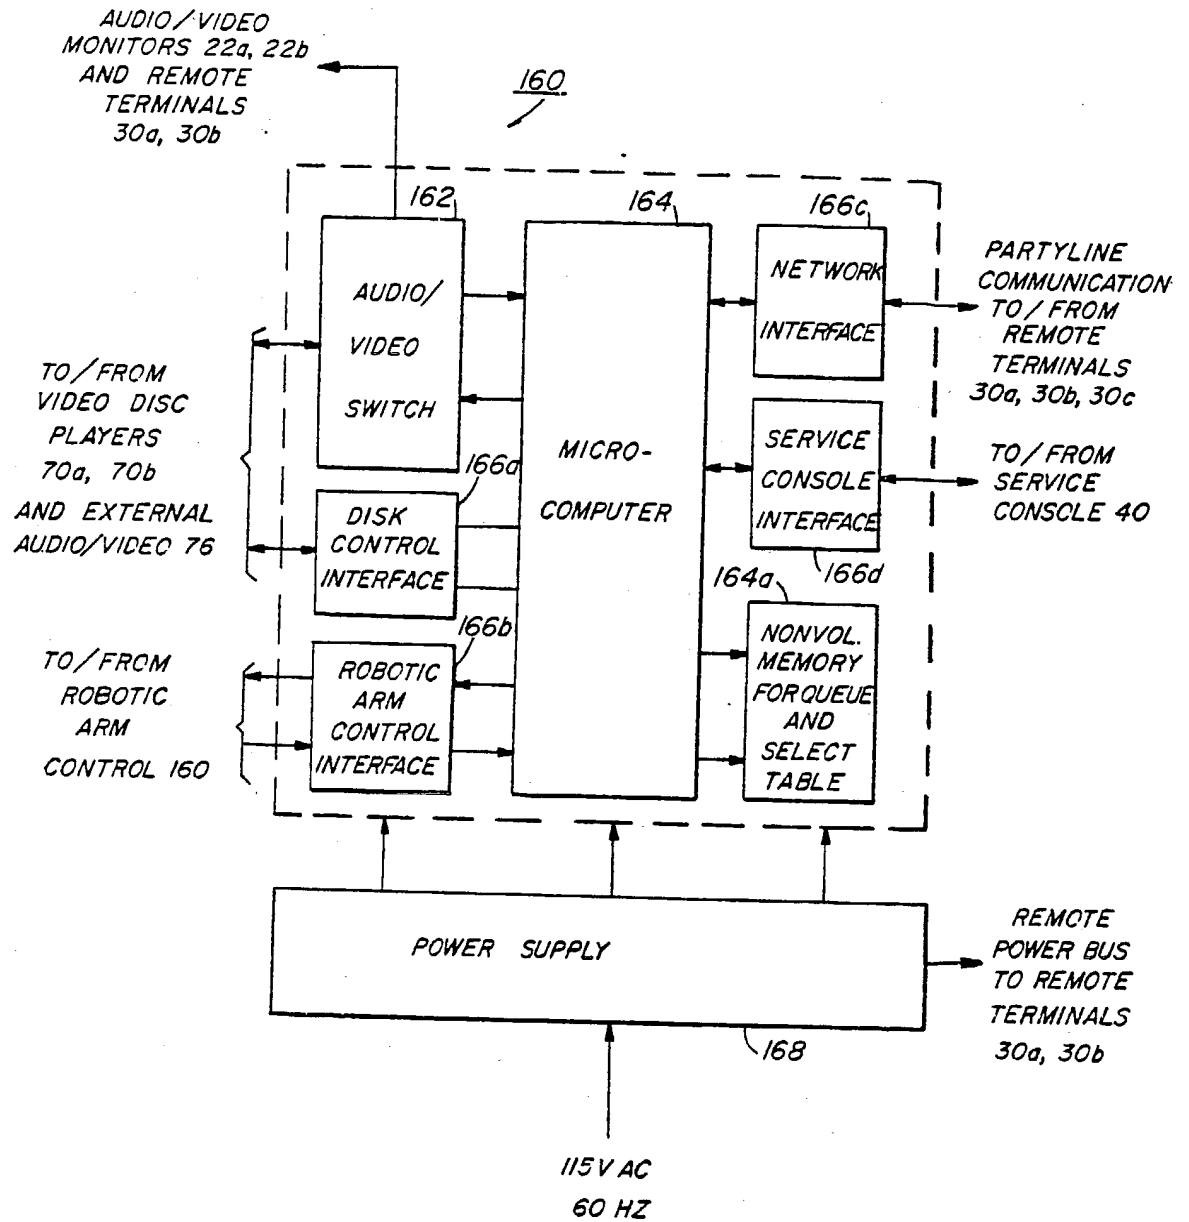 AUDIO/VIDEO
MONITORS 22a, 22b
AND REMOTE
TERMINALS
30a, 30b
160
162
164
166c
AUDIO/
VIDEO
SWITCH
MICRO-
COMPUTER
NETWORK
INTERFACE
PARTYLINE
COMMUNICATION
TO/FROM
REMOTE
TERMINALS
30a, 30b, 30c
TO/FROM
VIDEO DISC
PLAYERS
70a, 70b
AND EXTERNAL
AUDIO/VIDEO 76
166a
DISK
CONTROL
INTERFACE
SERVICE
CONSOLE
INTERFACE
166d
TO/FROM
SERVICE
CONSOLE 40
164a
166b
TO/FROM
ROBOTIC
ARM
CONTROL 160
ROBOTIC
ARM
CONTROL
INTERFACE
NONVOL.
MEMORY
FOR QUEUE
AND
SELECT
TABLE
POWER SUPPLY
168
REMOTE
POWER BUS
TO REMOTE
TERMINALS
30a, 30b
115V AC
60 HZ